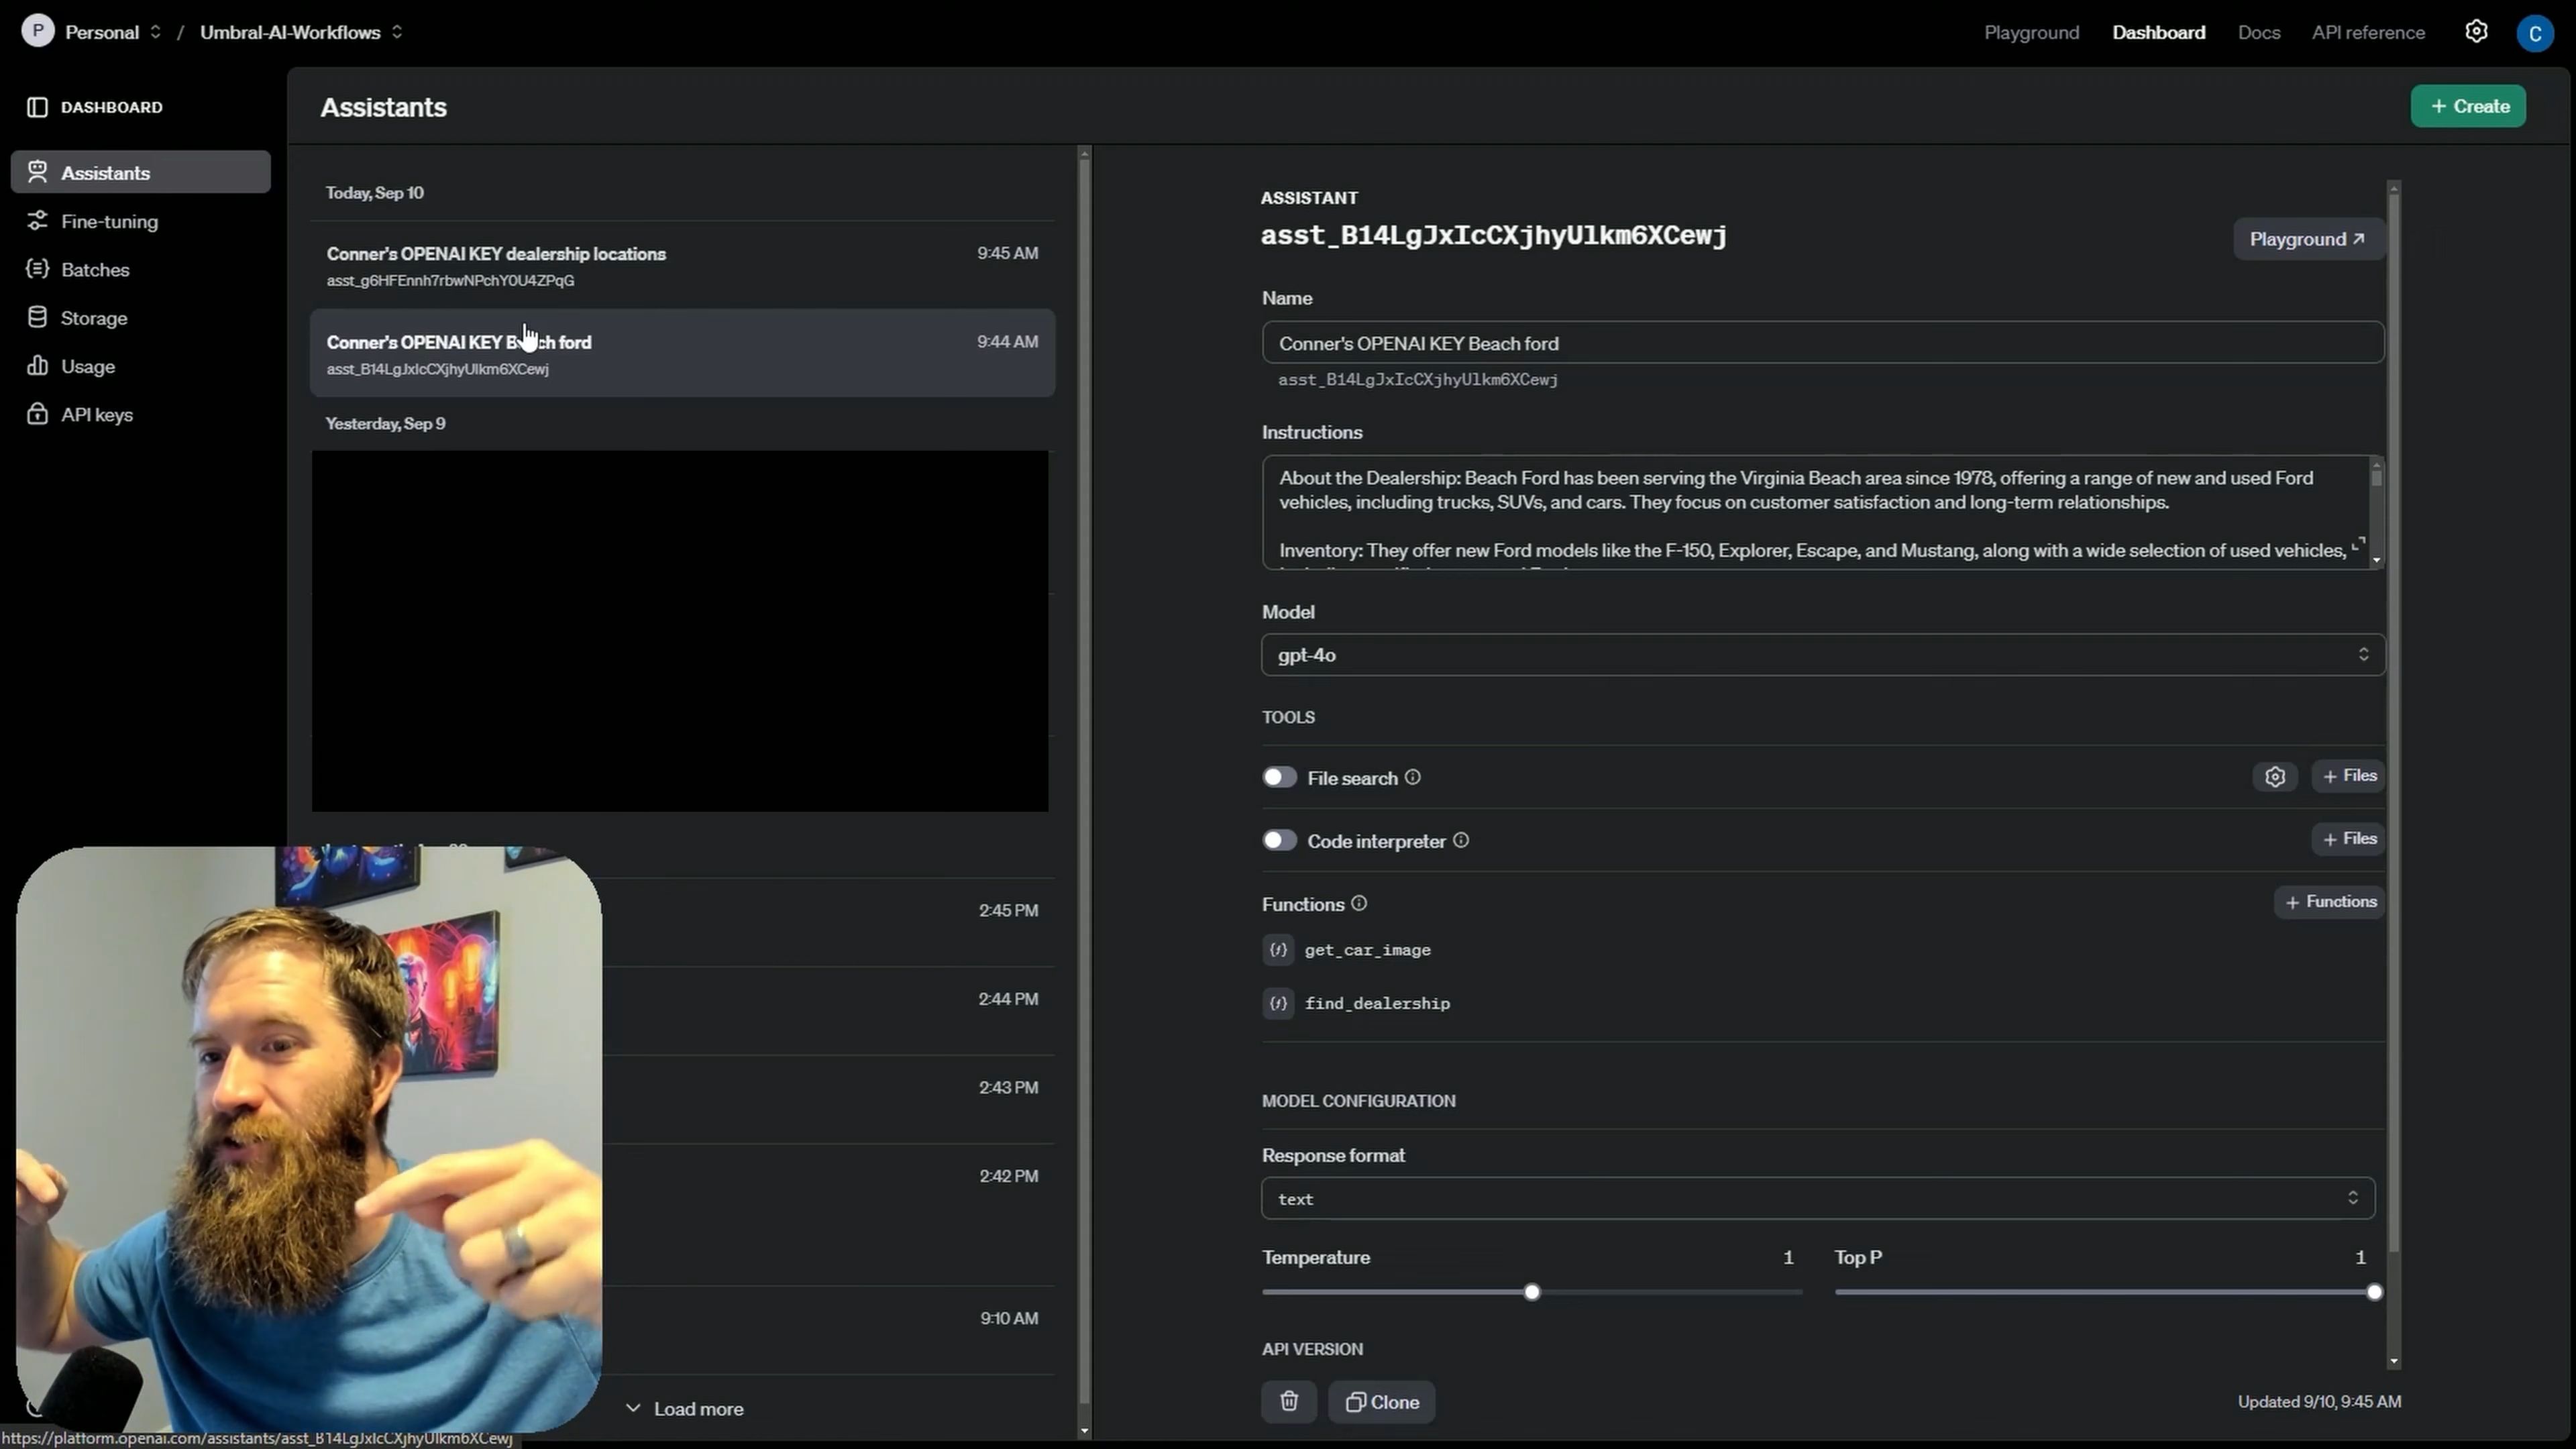 P Personal / Umbral-AI-Workflows
Playground Dashboard Docs API reference C
DASHBOARD
Assistants
Fine-tuning
Batches
Storage
Usage
API keys
Assistants
+ Create
Today, Sep 10
Conner's OPENAI KEY dealership locations 9:45 AM
asst_g6HFEnnh7rbwNPchY0U4ZPqG
Conner's OPENAI KEY B ch ford 9:44 AM
asst_B14LgJxIcCXjhyUlkm6XCewj
Yesterday, Sep 9
2:45 PM
2:44 PM
2:43 PM
2:42 PM
9:10 AM
Load more
ASSISTANT
asst_B14LgJxIcCXjhyUlkm6XCewj
Playground
Name
Conner's OPENAI KEY Beach ford
asst_B14LgJxIcCXjhyUlkm6XCewj
Instructions
About the Dealership: Beach Ford has been serving the Virginia Beach area since 1978, offering a range of new and used Ford
vehicles, including trucks, SUVs, and cars. They focus on customer satisfaction and long-term relationships.
Inventory: They offer new Ford models like the F-150, Explorer, Escape, and Mustang, along with a wide selection of used vehicles,
Model
gpt-4o
TOOLS
File search + Files
Code interpreter + Files
Functions + Functions
get_car_image
find_dealership
MODEL CONFIGURATION
Response format
text
Temperature 1 Top P 1
API VERSION
Clone
Updated 9/10, 9:45 AM
https://platform.openai.com/assistants/asst_B14LgJxIcCXjhyUlkm6XCewj